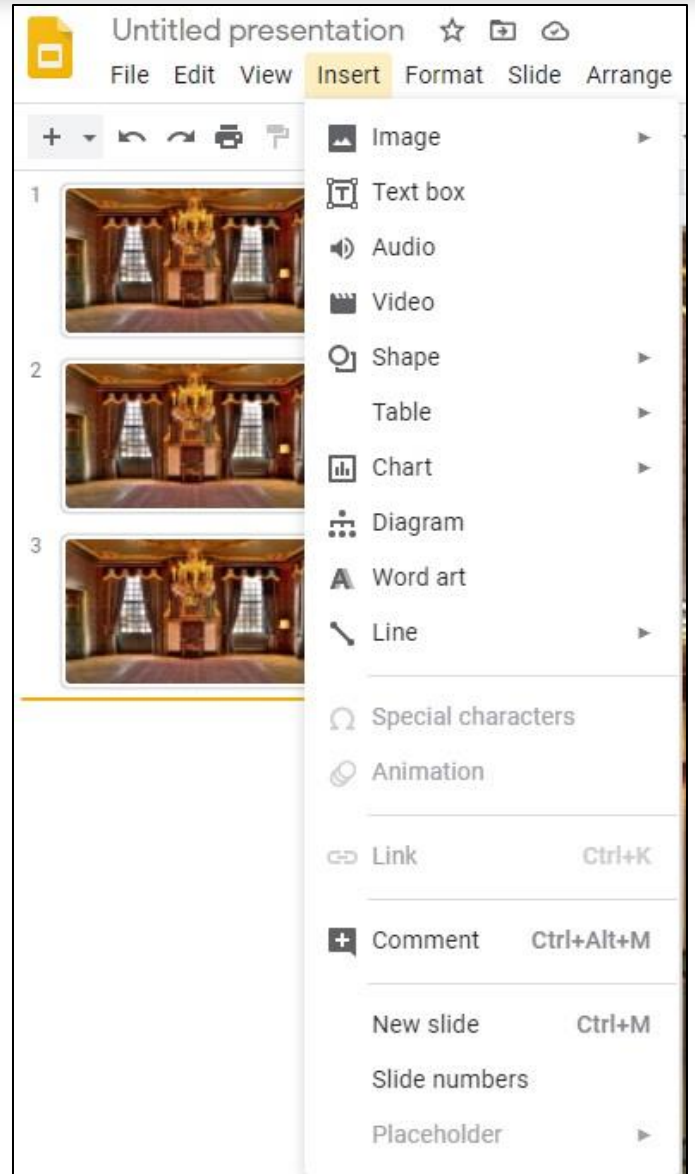 Untitled presentation
File Edit View Insert Format Slide Arrange
Image
Text box
Audio
Video
Shape
Table
Chart
Diagram
Word art
Line
Special characters
Animation
Link Ctrl+K
Comment Ctrl+Alt+M
New slide Ctrl+M
Slide numbers
Placeholder
1
2
3